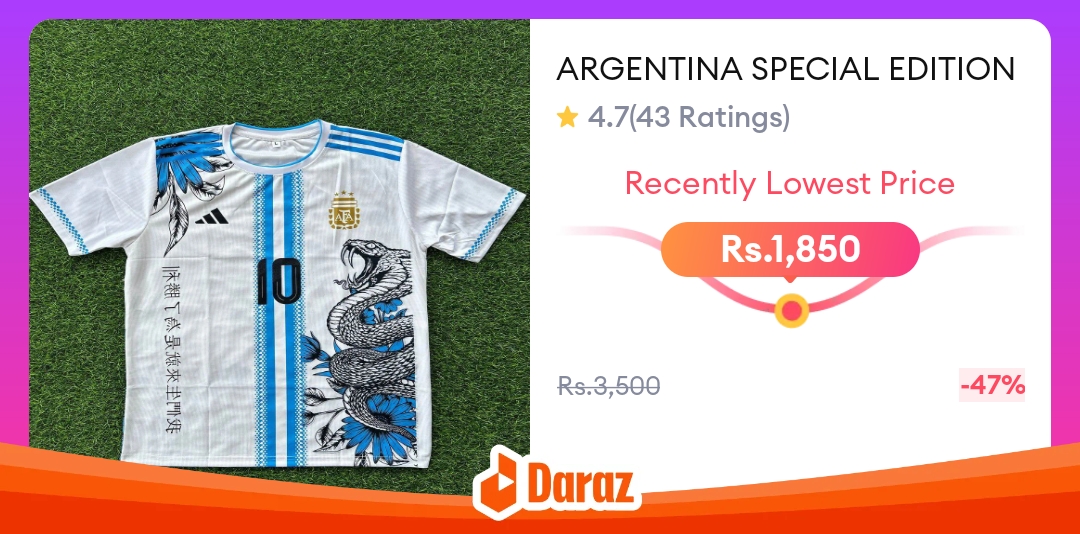 ARGENTINA SPECIAL EDITION
4.7(43 Ratings)
Recently Lowest Price
Rs.1,850
Rs.3,500
-47%
L
AFA
10
Daraz